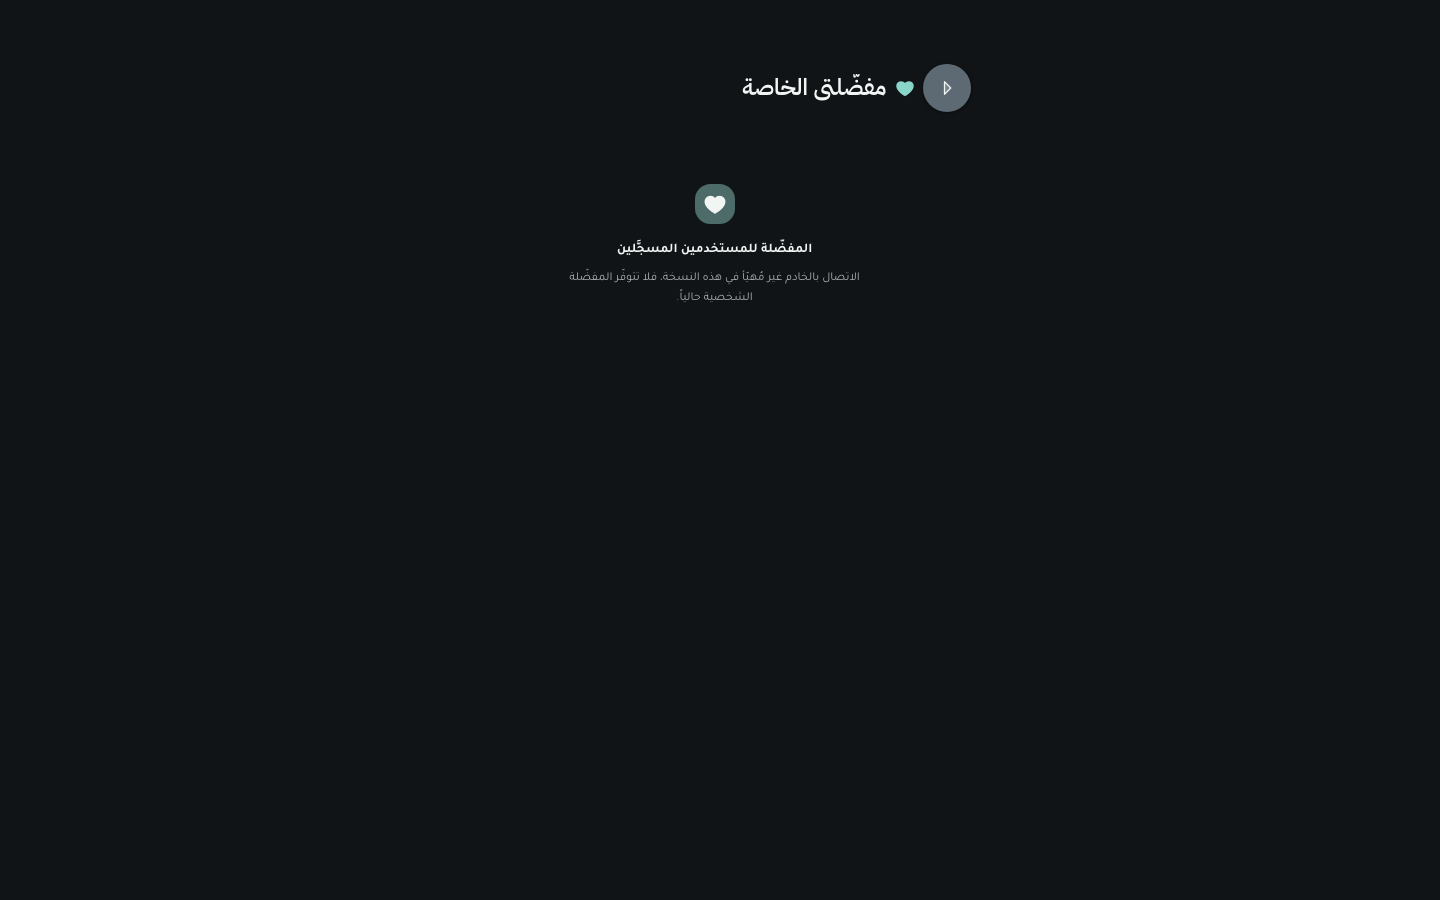 مفضّلتي الخاصة
المفضّلة للمستخدمين المسجَّلين
الاتصال بالخادم غير مُهيّأ في هذه النسخة، فلا تتوفّر المفضّلة
الشخصية حالياً.